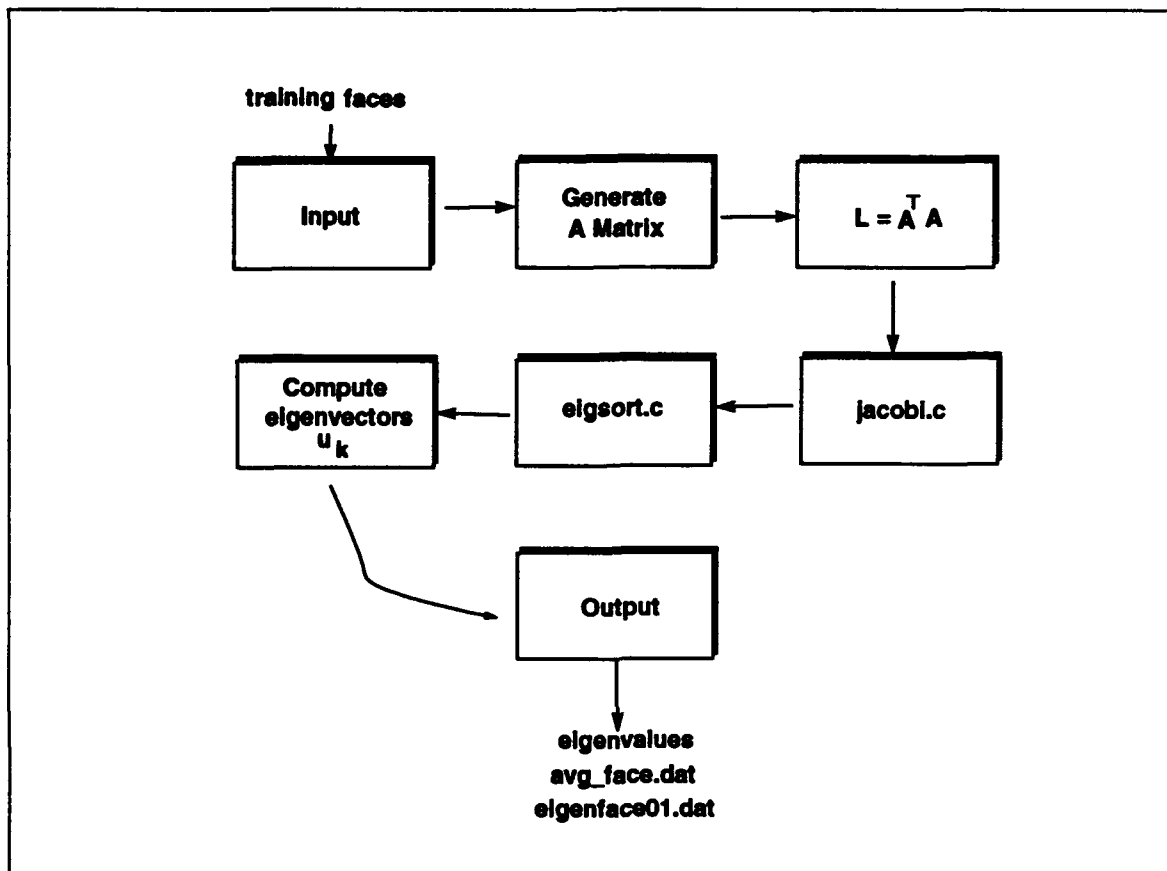 training faces
Input
Generate
A Matrix
L = A^T A
jacobi.c
eigsort.c
Compute
eigenvectors
u_k
Output
eigenvalues
avg_face.dat
eigenface01.dat